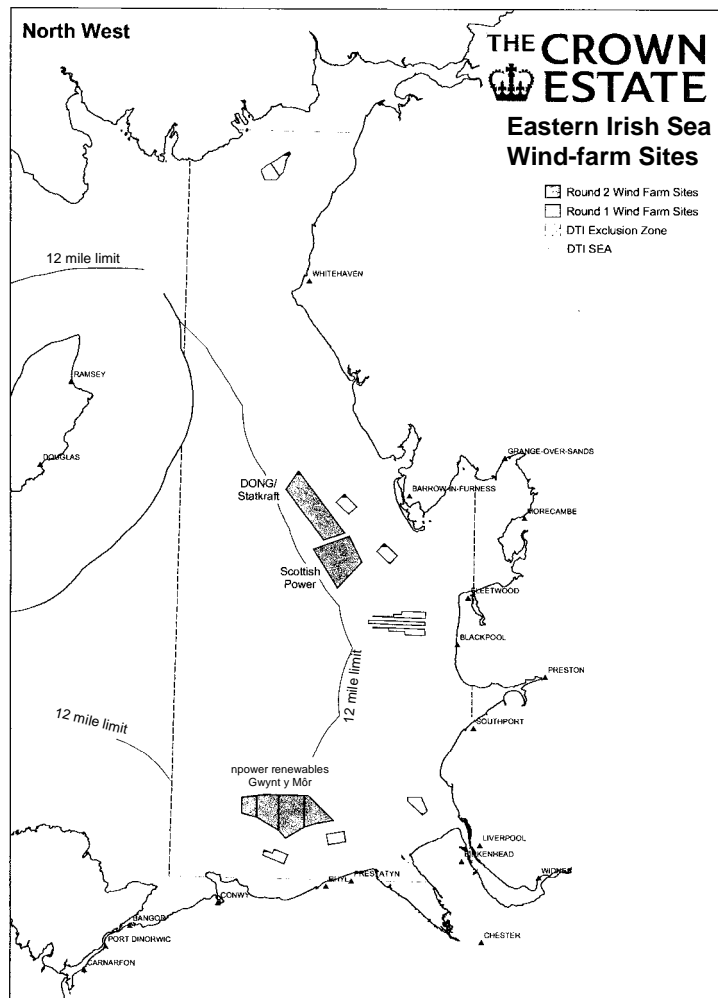 North West
THE CROWN
ESTATE
Eastern Irish Sea
Wind-farm Sites
Round 2 Wind Farm Sites
Round 1 Wind Farm Sites
DTI Exclusion Zone
DTI SEA
12 mile limit
WHITEHAVEN
RAMSEY
DOUGLAS
GRANGE-OVER-SANDS
DONG/
Statkraft
BARROW-IN-FURNESS
MORECAMBE
Scottish
Power
FLEETWOOD
BLACKPOOL
PRESTON
12 mile limit
12 mile limit
SOUTHPORT
npower renewables
Gwynt y Môr
LIVERPOOL
BIRKENHEAD
WIDNES
RHYL
PRESTATYN
CONWY
BANGOR
PORT DINORWIC
CHESTER
CARNARFON